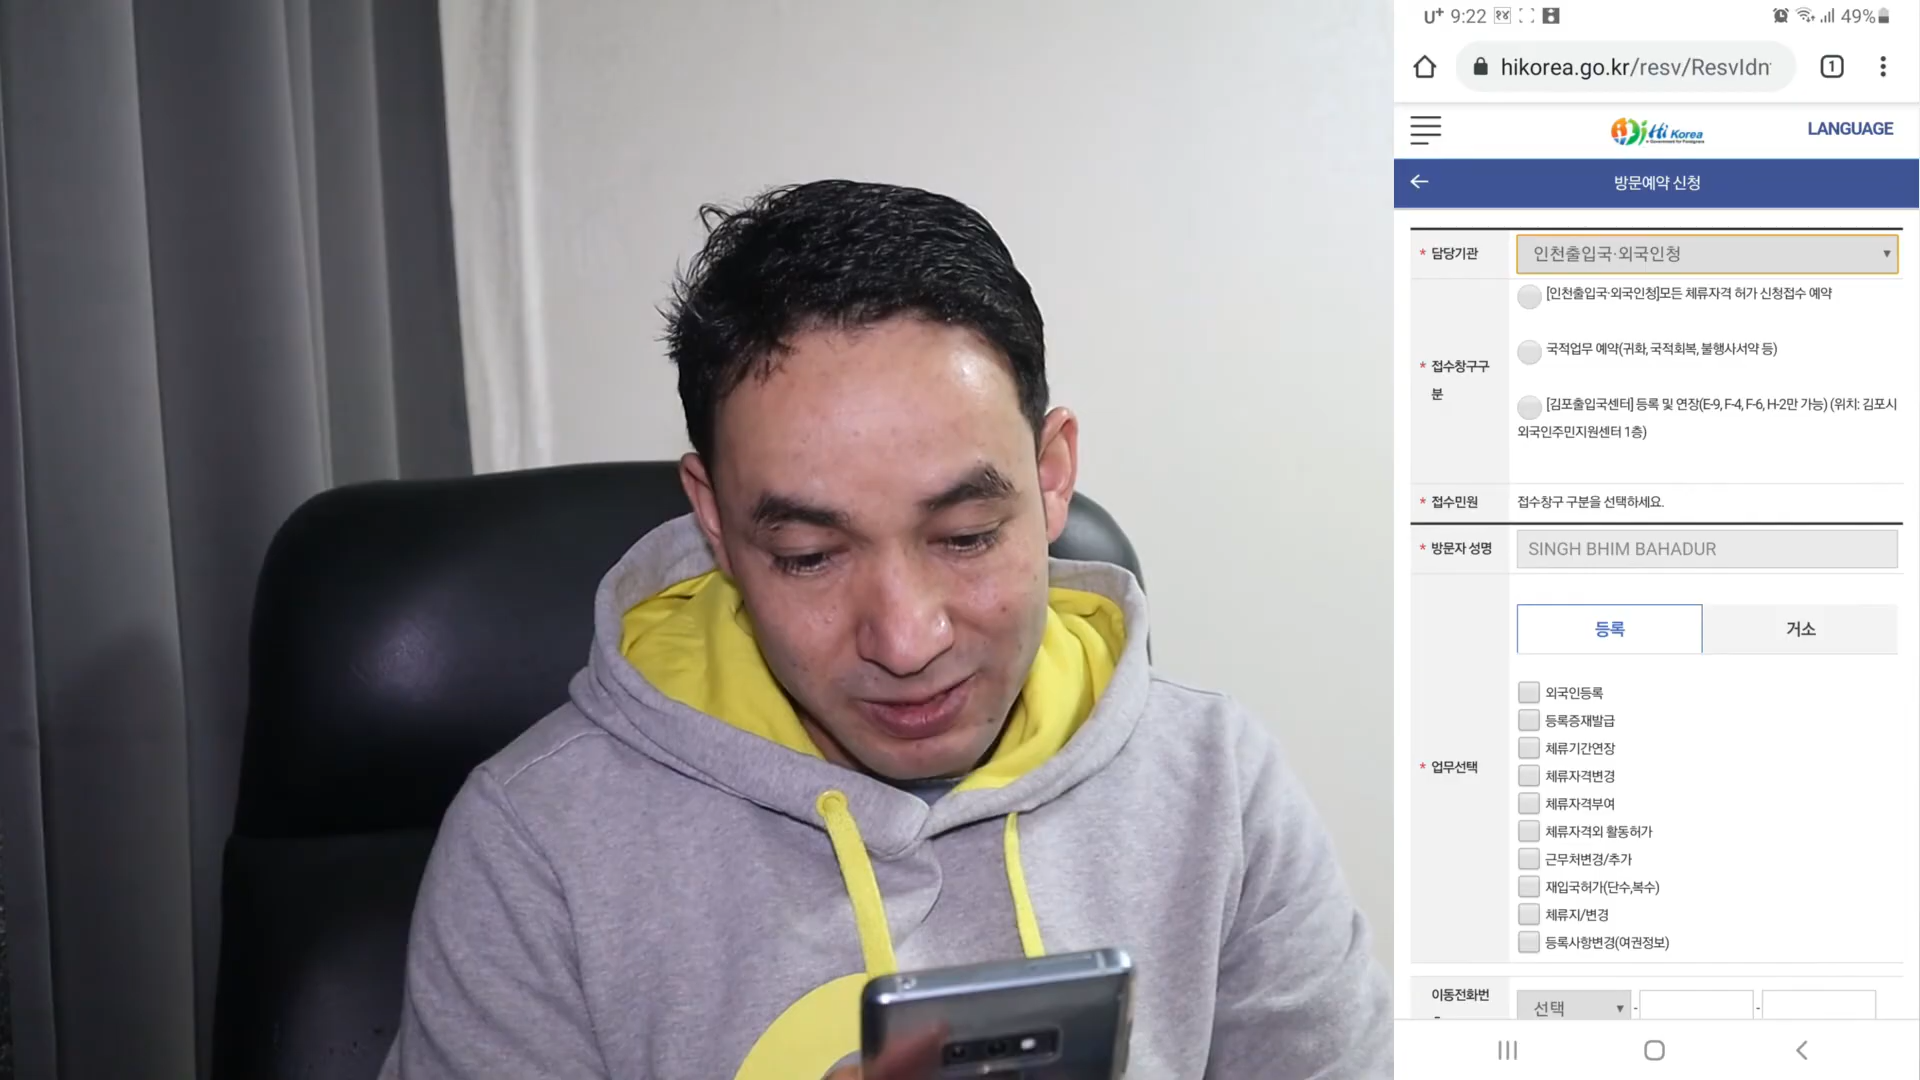 U+ 9:22 49%
hikorea.go.kr/resv/ResvIdn
1
Hi Korea
LANGUAGE
방문예약 신청
* 담당기관
인천출입국·외국인청
* 접수창구구분
[인천출입국·외국인청]모든 체류자격 허가 신청접수 예약
국적업무 예약(귀화, 국적회복, 불행사서약 등)
[김포출입국센터] 등록 및 연장(E-9, F-4, F-6, H-2만 가능) (위치: 김포시
외국인주민지원센터 1층)
* 접수민원
접수창구 구분을 선택하세요.
* 방문자 성명
SINGH BHIM BAHADUR
* 업무선택
등록
거소
외국인등록
등록증재발급
체류기간연장
체류자격변경
체류자격부여
체류자격외 활동허가
근무처변경/추가
재입국허가(단수,복수)
체류지/변경
등록사항변경(여권정보)
이동전화번
선택
-
-